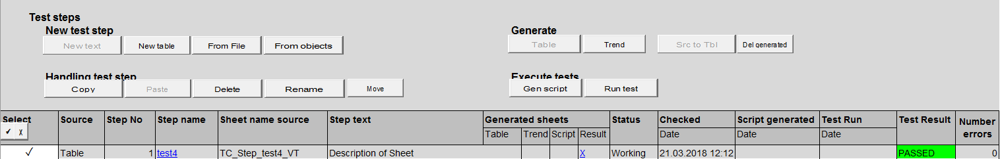 Test steps
New test step Generate
New text New table From File From objects Table Trend Src to Tbl Del generated
Handling test step Execute tests
Copy Paste Delete Rename Move Gen script Run test
Select Source Step No Step name Sheet name source Step text Generated sheets Status Checked Script generated Test Run Test Result Number errors
✓ X Table Trend Script Result Date Date Date
✓ Table 1 test4 TC_Step_test4_VT Description of Sheet X Working 21.03.2018 12:12 PASSED 0